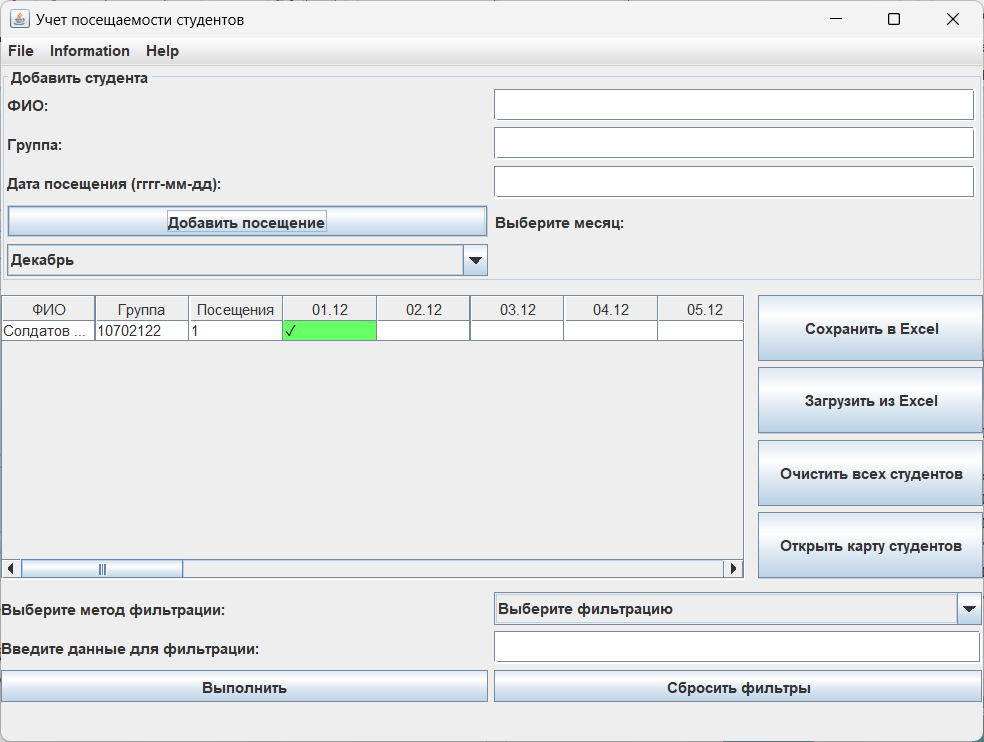 Учет посещаемости студентов
File Information Help
Добавить студента
ФИО:
Группа:
Дата посещения (гггг-мм-дд):
Добавить посещение Выберите месяц:
Декабрь
ФИО Группа Посещения 01.12 02.12 03.12 04.12 05.12
Солдатов ... 10702122 1 ✓
Сохранить в Excel
Загрузить из Excel
Очистить всех студентов
Открыть карту студентов
Выберите метод фильтрации: Выберите фильтрацию
Введите данные для фильтрации:
Выполнить Сбросить фильтры